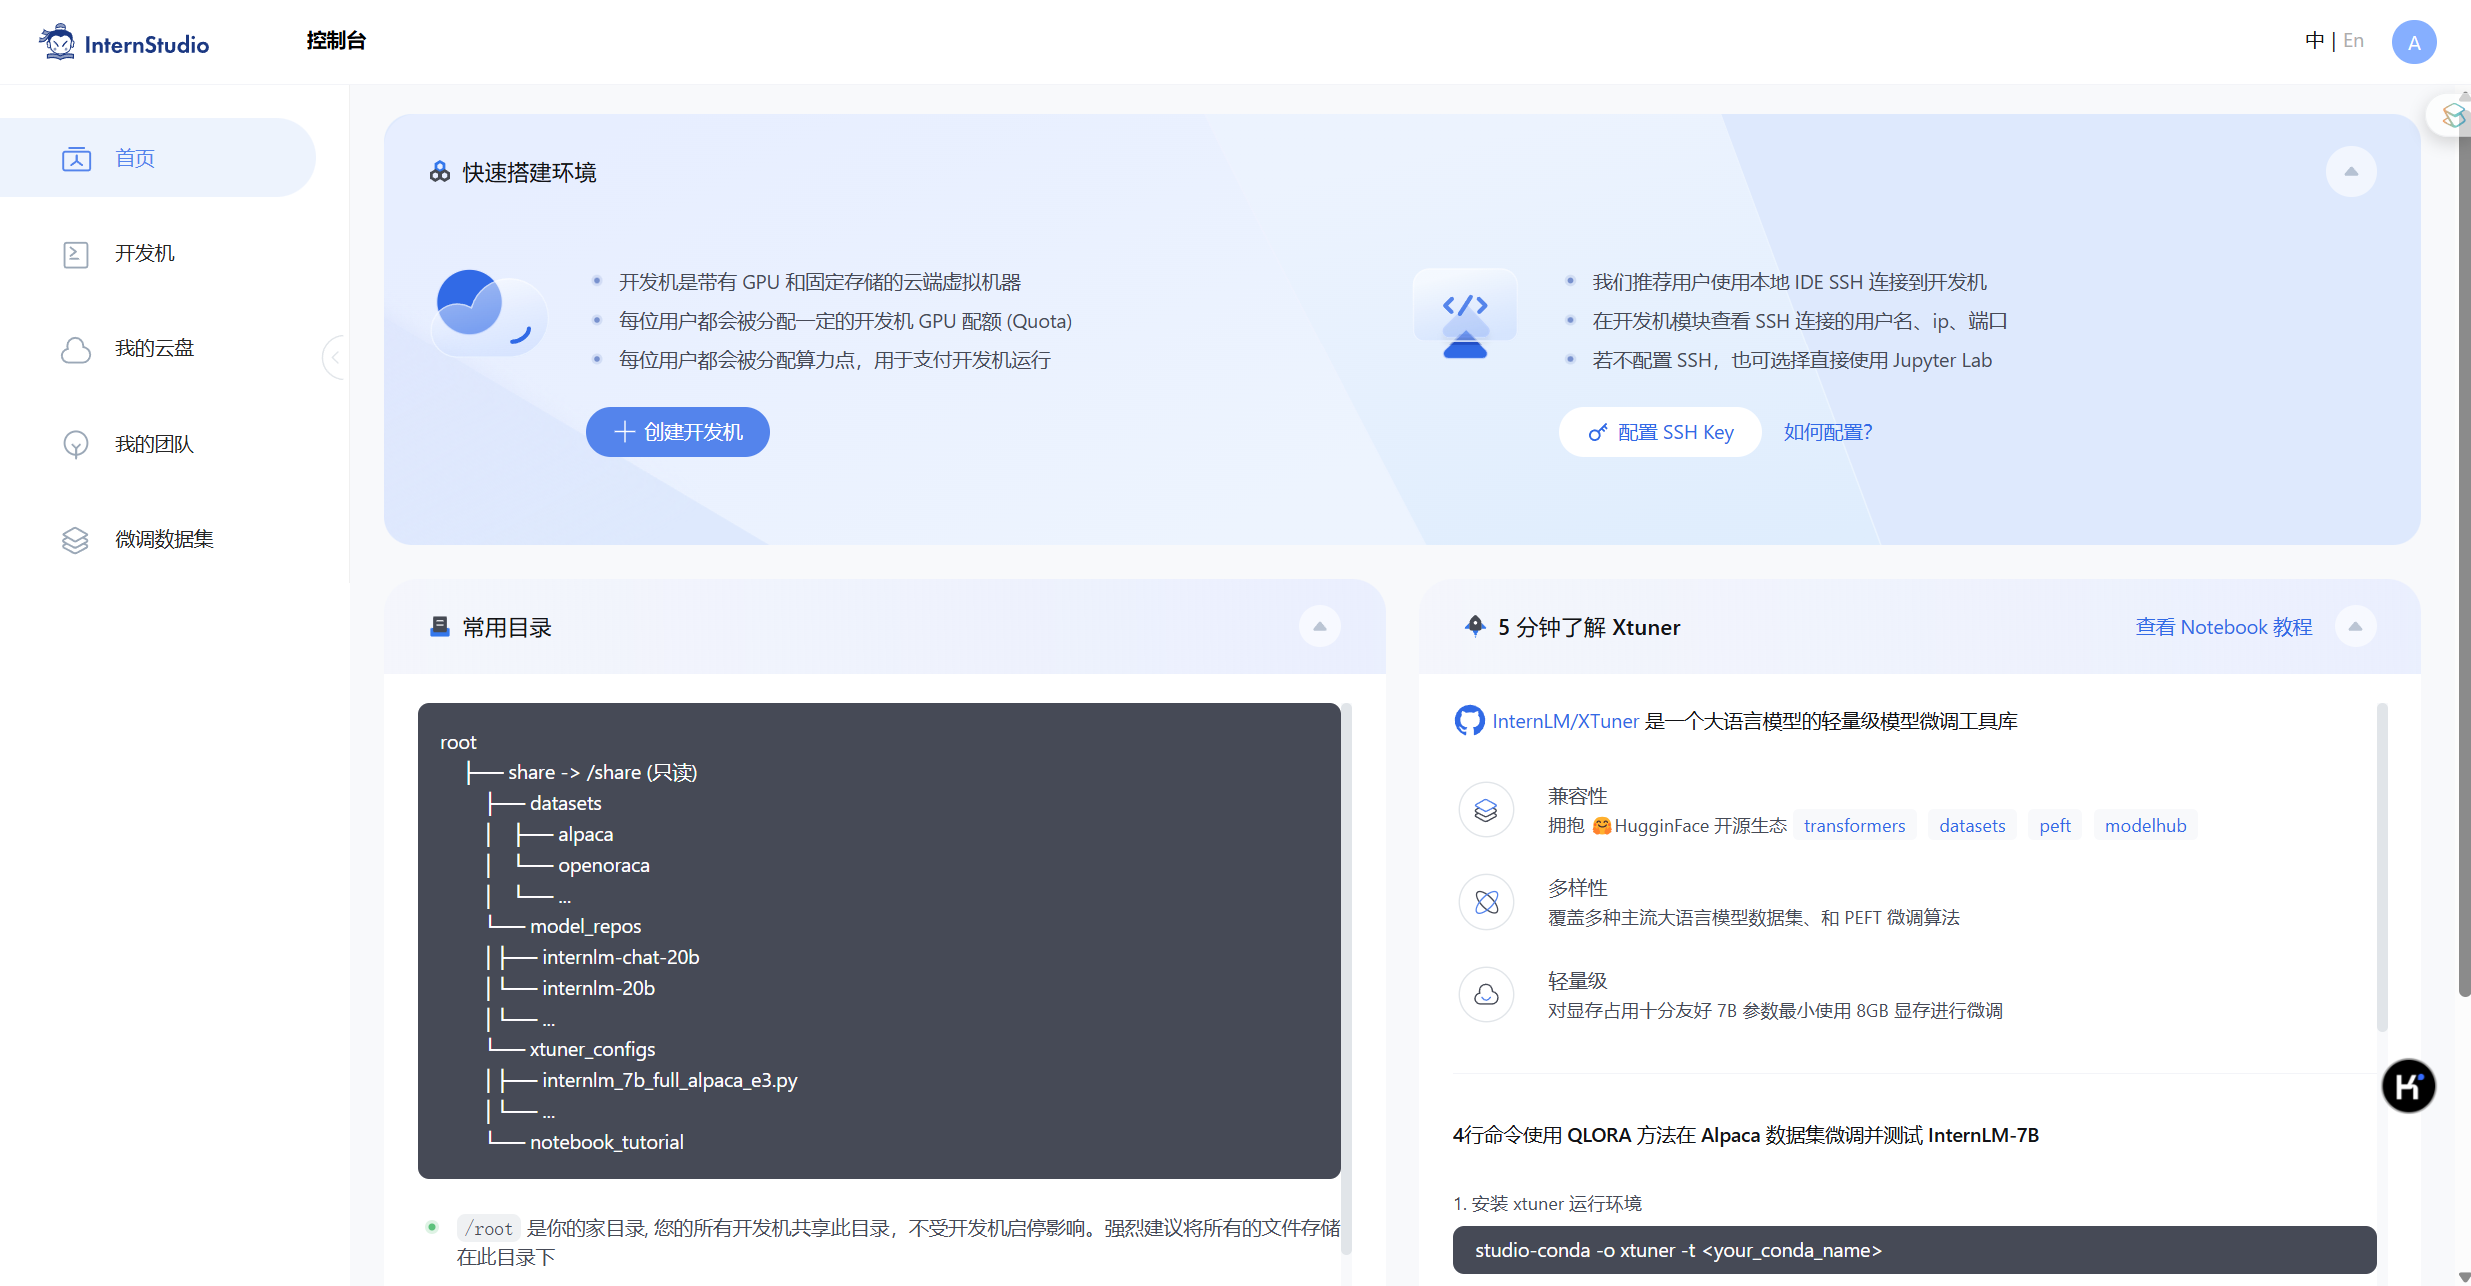 InternStudio
控制台
中 | En
A
首页
开发机
我的云盘
我的团队
微调数据集
快速搭建环境
开发机是带有 GPU 和固定存储的云端虚拟机器
每位用户都会被分配一定的开发机 GPU 配额 (Quota)
每位用户都会被分配算力点，用于支付开发机运行
创建开发机
我们推荐用户使用本地 IDE SSH 连接到开发机
在开发机模块查看 SSH 连接的用户名、ip、端口
若不配置 SSH，也可选择直接使用 Jupyter Lab
配置 SSH Key
如何配置?
常用目录
root
├── share -> /share (只读)
├── datasets
│ ├── alpaca
│ └── openoraca
│ └── ...
└── model_repos
│ ├── internlm-chat-20b
│ └── internlm-20b
│ └── ...
└── xtuner_configs
│ ├── internlm_7b_full_alpaca_e3.py
│ └── ...
└── notebook_tutorial
/root 是你的家目录, 您的所有开发机共享此目录，不受开发机启停影响。强烈建议将所有的文件存储
在此目录下
5 分钟了解 Xtuner
查看 Notebook 教程
InternLM/XTuner 是一个大语言模型的轻量级模型微调工具库
兼容性
拥抱 🤗HugginFace 开源生态 transformers datasets peft modelhub
多样性
覆盖多种主流大语言模型数据集、和 PEFT 微调算法
轻量级
对显存占用十分友好 7B 参数最小使用 8GB 显存进行微调
4行命令使用 QLORA 方法在 Alpaca 数据集微调并测试 InternLM-7B
1. 安装 xtuner 运行环境
studio-conda -o xtuner -t <your_conda_name>
K